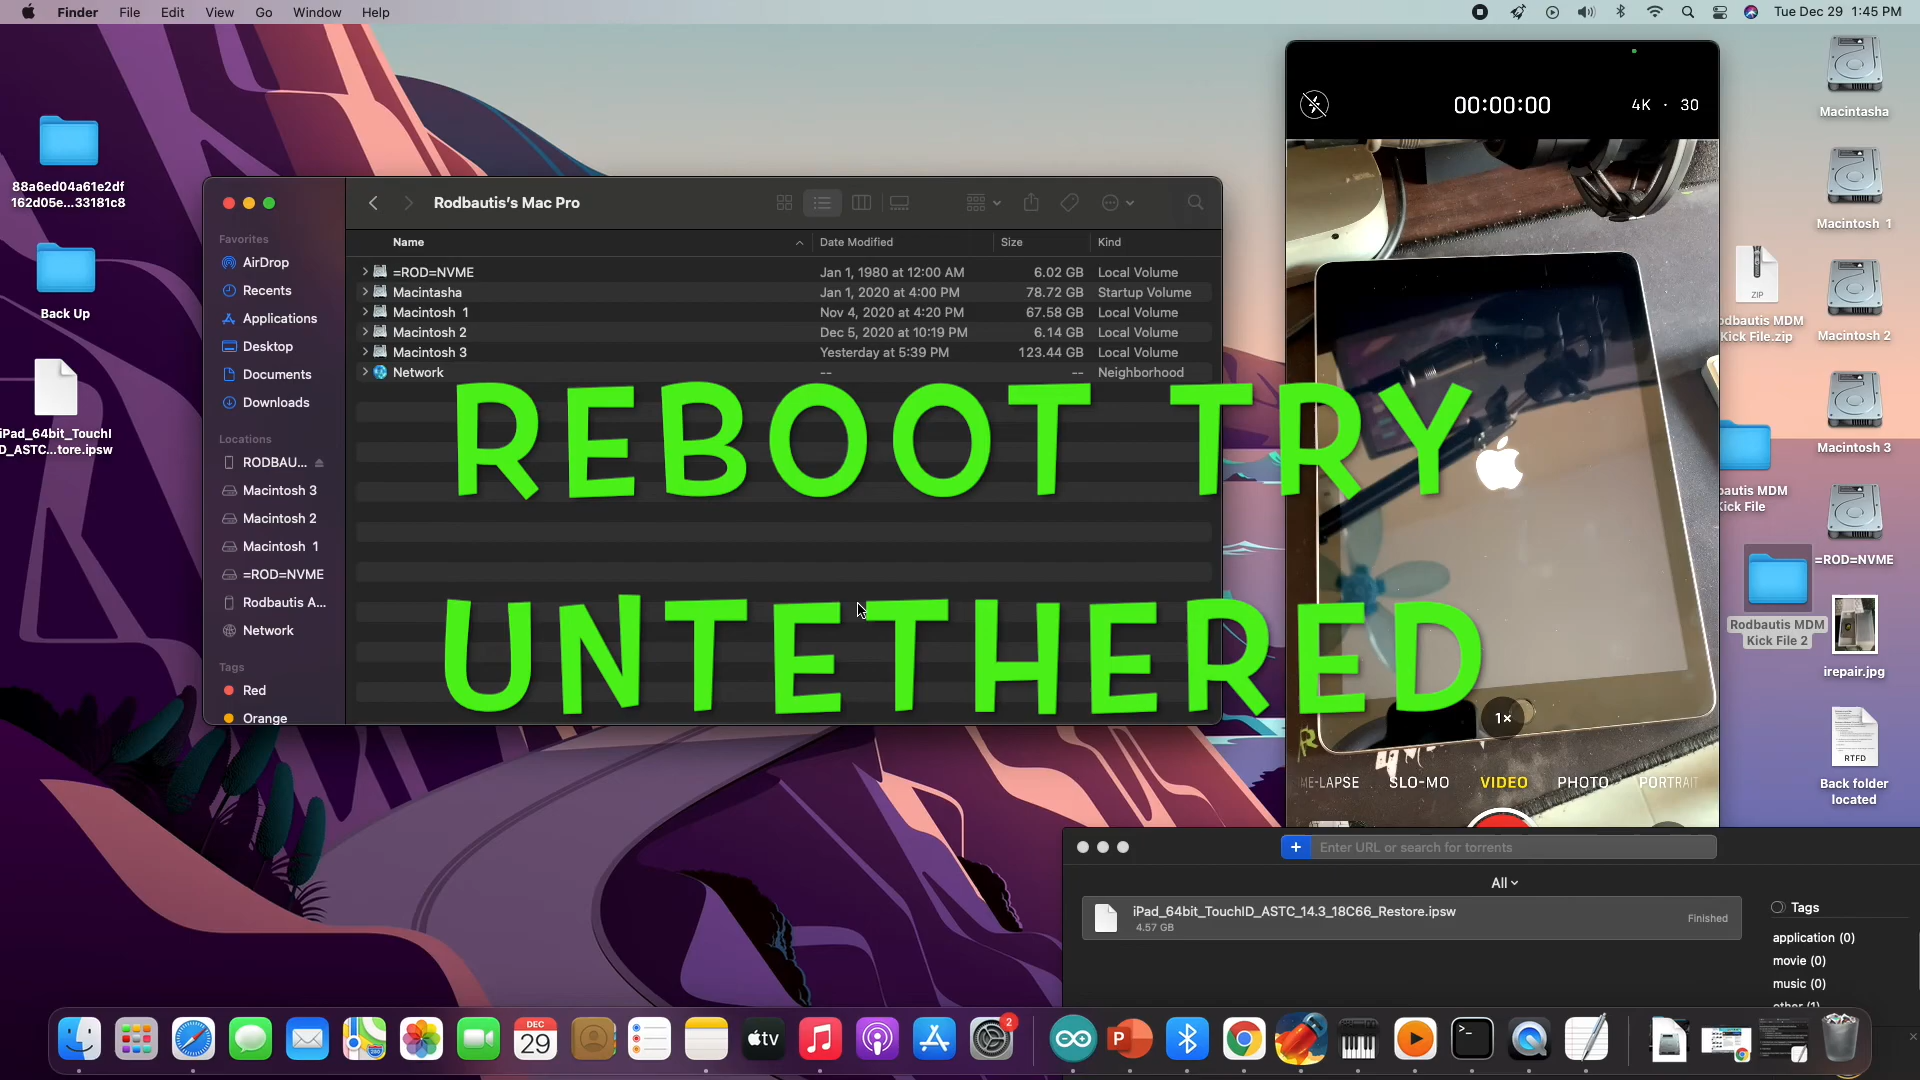 Finder File Edit View Go Window Help
Tue Dec 29 1:45 PM
88a6ed04a61e2df
162d05e...33181c8
Back Up
iPad_64bit_TouchI
D_ASTC...tore.ipsw
Rodbautis's Mac Pro
Favorites
AirDrop
Recents
Applications
Desktop
Documents
Downloads
Locations
RODBAU...
Macintosh 3
Macintosh 2
Macintosh 1
=ROD=NVME
Rodbautis A...
Network
Tags
Red
Orange
Name Date Modified Size Kind
=ROD=NVME Jan 1, 1980 at 12:00 AM 6.02 GB Local Volume
Macintasha Jan 1, 2020 at 4:00 PM 78.72 GB Startup Volume
Macintosh 1 Nov 4, 2020 at 4:20 PM 67.58 GB Local Volume
Macintosh 2 Dec 5, 2020 at 10:19 PM 6.14 GB Local Volume
Macintosh 3 Yesterday at 5:39 PM 123.44 GB Local Volume
Network -- -- Neighborhood
REBOOT TRY
UNTETHERED
00:00:00 4K · 30
1×
ME-LAPSE SLO-MO VIDEO PHOTO PORTRAIT
Macintasha
Macintosh 1
ZIP
dbautis MDM
Kick File.zip
Macintosh 2
Macintosh 3
bautis MDM
Kick File
=ROD=NVME
Rodbautis MDM
Kick File 2
irepair.jpg
RTFD
Back folder
located
Enter URL or search for torrents
All
iPad_64bit_TouchID_ASTC_14.3_18C66_Restore.ipsw
4.57 GB
Finished
Tags
application (0)
movie (0)
music (0)
other (1)
DEC
29
tv
2
P